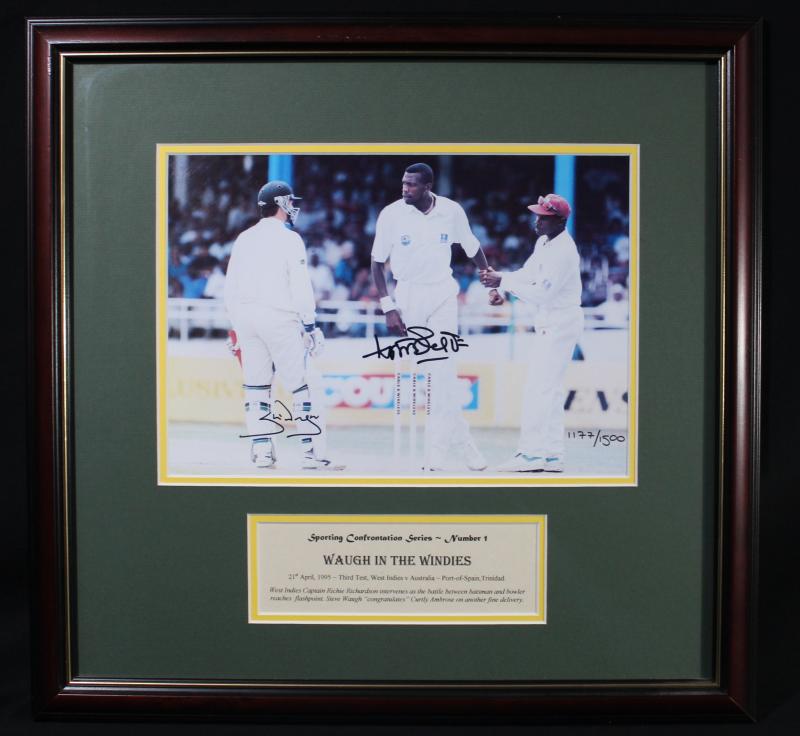 1177/1500
Sporting Confrontation Series ~ Number 1
WAUGH IN THE WINDIES
21st April, 1995 ~ Third Test, West Indies v Australia ~ Port-of-Spain,Trinidad
West Indies Captain Richie Richardson intervenes as the battle between batsman and bowler
reaches flashpoint. Steve Waugh "congratulates" Curtly Ambrose on another fine delivery.